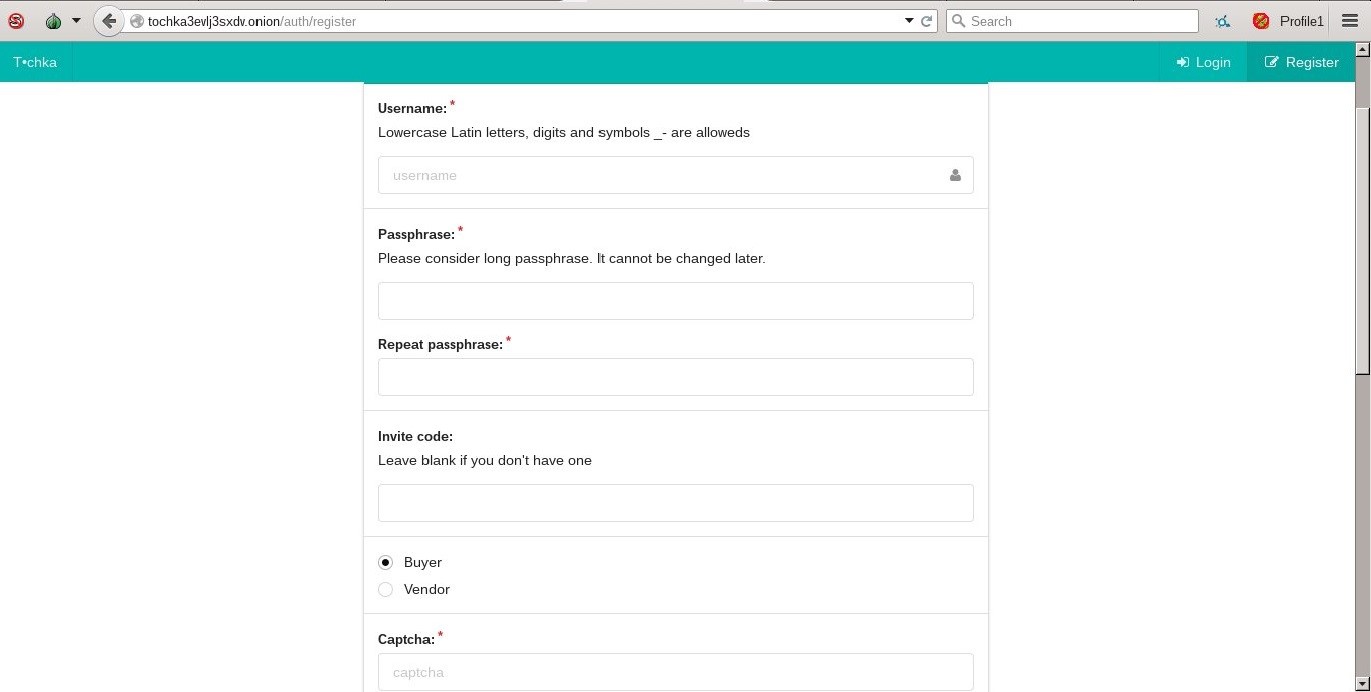 tochka3evlj3sxdv.onion/auth/register
Search
Profile1
T•chka
Login
Register
Username: *
Lowercase Latin letters, digits and symbols _- are alloweds
username
Passphrase: *
Please consider long passphrase. It cannot be changed later.
Repeat passphrase: *
Invite code:
Leave blank if you don't have one
Buyer
Vendor
Captcha: *
captcha